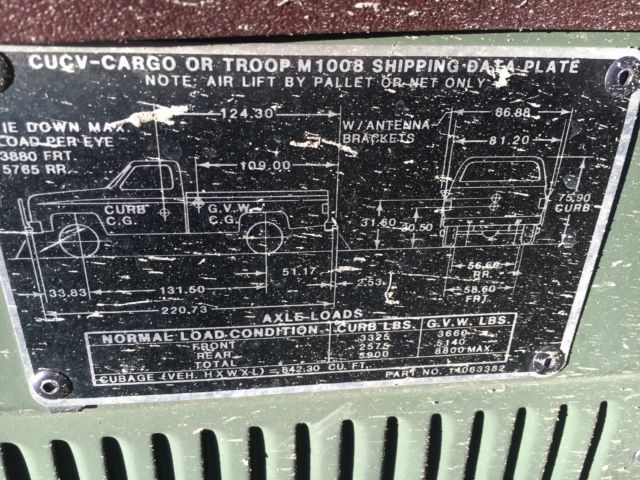 CUCV-CARGO OR TROOP M1008 SHIPPING DATA PLATE
NOTE: AIR LIFT BY PALLET OR NET ONLY
IE DOWN MAX
LOAD PER EYE
3880 FRT.
5765 RR.
124.30
109.00
CURB
C.G.
G.V.W.
C.G.
33.83
131.50
51.17
2.53
220.73
W/ANTENNA
BRACKETS
86.88
81.20
75.90
CURB
31.60
30.50
56.60
RR.
58.60
FRT.
AXLE LOADS
NORMAL LOAD CONDITION CURB LBS. G.V.W. LBS.
FRONT 3325 3660
REAR 2575 5140
TOTAL 5900 8800 MAX
CUBAGE (VEH. HXWXL) = 842.30 CU. FT. PART NO. 14063382